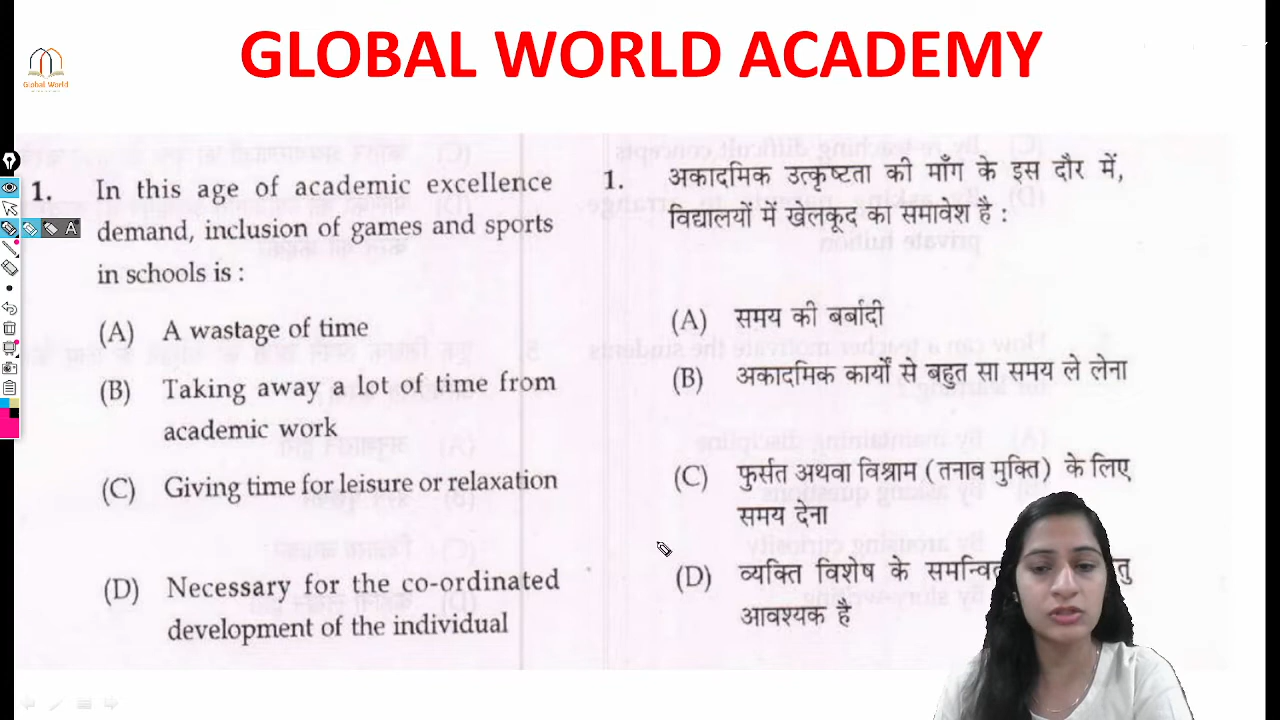 GLOBAL WORLD ACADEMY
Global World
1.
In this age of academic excellence
demand, inclusion of games and sports
in schools is :
(A) A wastage of time
(B) Taking away a lot of time from
academic work
(C) Giving time for leisure or relaxation
(D) Necessary for the co-ordinated
development of the individual
1.
अकादमिक उत्कृष्टता की माँग के इस दौर में,
विद्यालयों में खेलकूद का समावेश है :
(A) समय की बर्बादी
(B) अकादमिक कार्यों से बहुत सा समय ले लेना
(C) फुर्सत अथवा विश्राम (तनाव मुक्ति) के लिए
समय देना
(D) व्यक्ति विशेष के
आवश्यक है
A